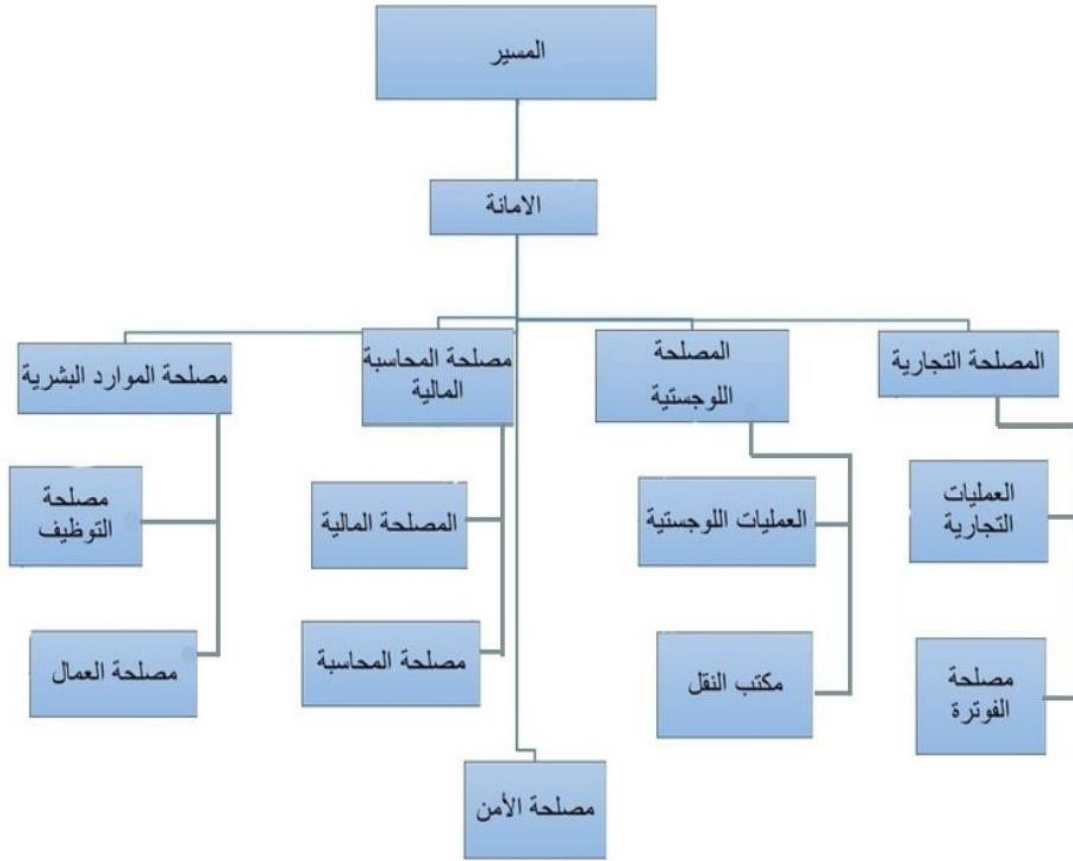 المسير
الامانة
المصلحة التجارية
المصلحة
اللوجستية
مصلحة المحاسبة
المالية
مصلحة الموارد البشرية
العمليات
التجارية
العمليات اللوجستية
المصلحة المالية
مصلحة
التوظيف
مصلحة
الفوترة
مكتب النقل
مصلحة المحاسبة
مصلحة العمال
مصلحة الأمن